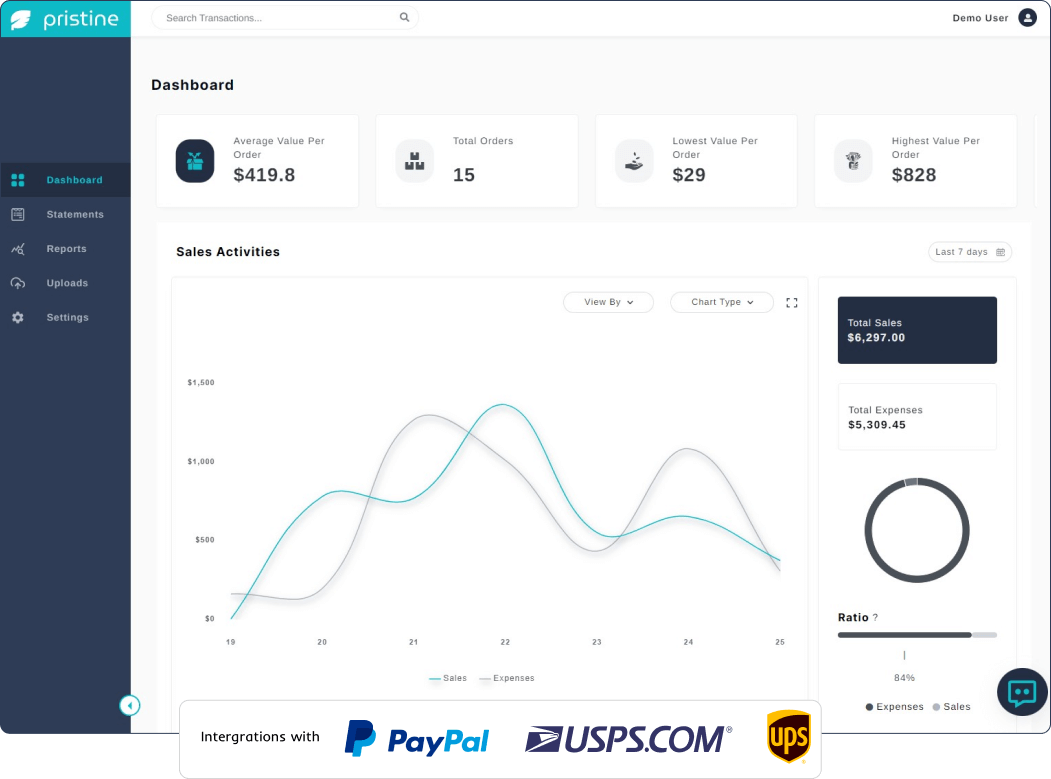 pristine
Search Transactions...
Demo User
Dashboard
Average Value Per
Order
$419.8
Total Orders
15
Lowest Value Per
Order
$29
Highest Value Per
Order
$828
Dashboard
Statements
Reports
Uploads
Settings
Sales Activities
Last 7 days
View By
Chart Type
$1,500
$1,000
$500
$0
19 20 21 22 23 24 25
Sales Expenses
Total Sales
$6,297.00
Total Expenses
$5,309.45
Ratio ?
84%
Expenses Sales
Intergrations with
PayPal
USPS.COM®
ups